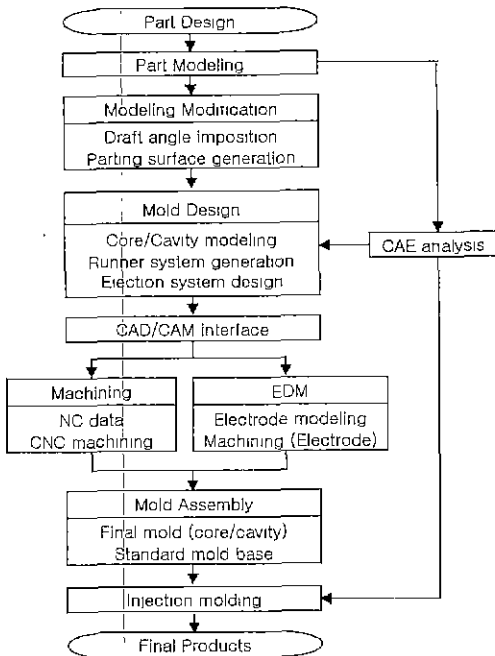 Part Design
Part Modeling
Modeling Modification
Draft angle imposition
Parting surface generation
Mold Design
Core/Cavity modeling
Runner system generation
Ejection system design
CAE analysis
CAD/CAM interface
Machining
NC data
CNC machining
EDM
Electrode modeling
Machining (Electrode)
Mold Assembly
Final mold (core/cavity)
Standard mold base
Injection molding
Final Products